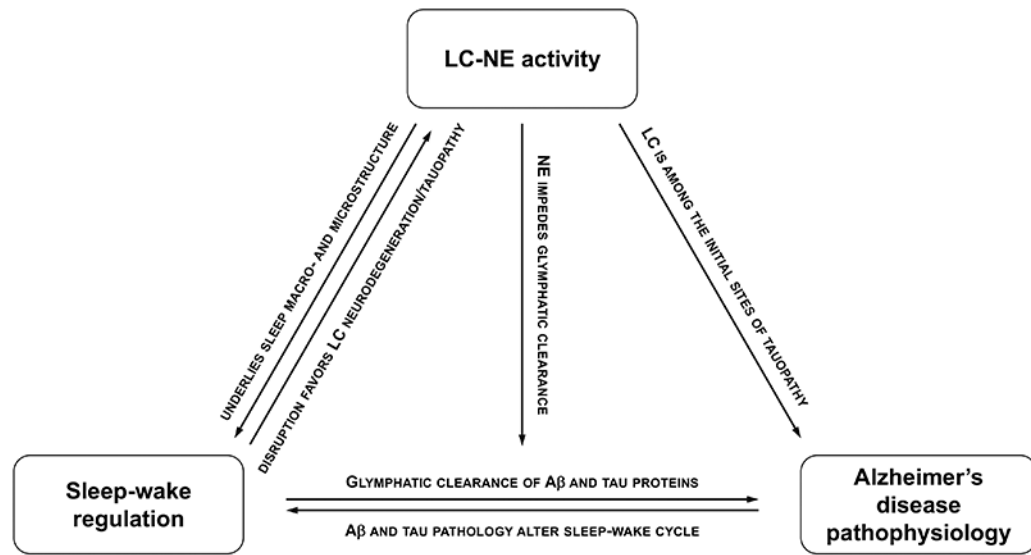 LC-NE activity
UNDERLIES SLEEP MACRO- AND MICROSTRUCTURE
DISRUPTION FAVORS LC NEURODEGENERATION/TAUOPATHY
NE IMPEDES GLYMPHATIC CLEARANCE
LC IS AMONG THE INITIAL SITES OF TAUOPATHY
Sleep-wake
regulation
GLYMPHATIC CLEARANCE OF Aβ AND TAU PROTEINS
Aβ AND TAU PATHOLOGY ALTER SLEEP-WAKE CYCLE
Alzheimer's
disease
pathophysiology